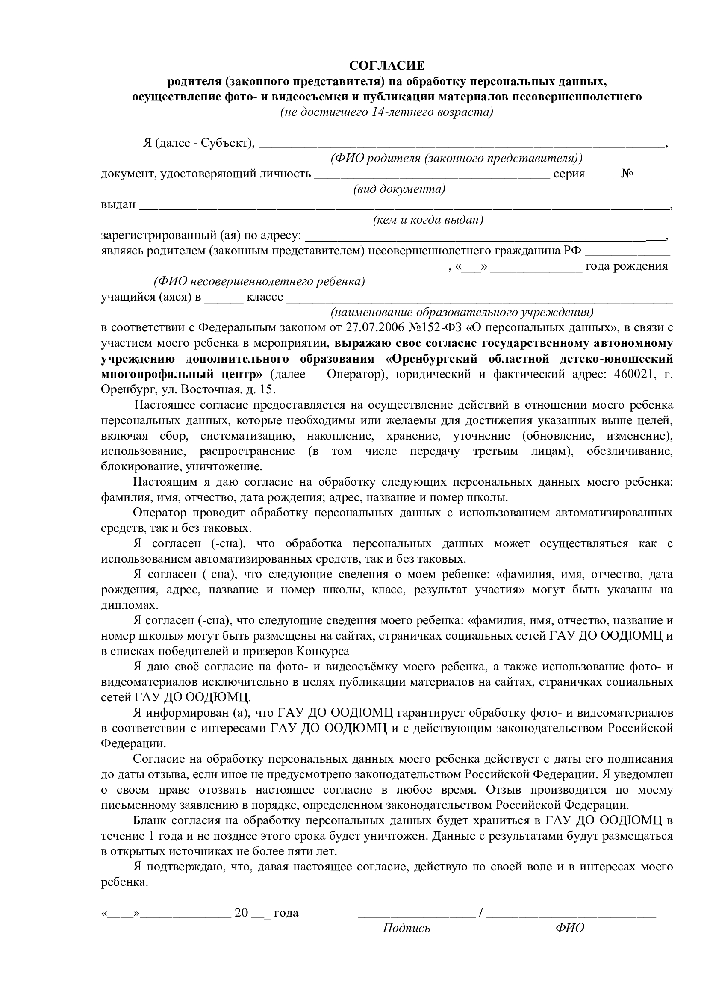 СОГЛАСИЕ
родителя (законного представителя) на обработку персональных данных,
осуществление фото- и видеосъемки и публикации материалов несовершеннолетнего
(не достигшего 14-летнего возраста)
Я (далее - Субъект), ______________________________________________________________,
(ФИО родителя (законного представителя))
документ, удостоверяющий личность ____________________________________ серия _____№ _____
(вид документа)
выдан _________________________________________________________________________________,
(кем и когда выдан)
зарегистрированный (ая) по адресу: _______________________________________________________,
являясь родителем (законным представителем) несовершеннолетнего гражданина РФ _____________
_____________________________________________________, «___» ______________ года рождения
(ФИО несовершеннолетнего ребенка)
учащийся (аяся) в ______ классе ___________________________________________________________
(наименование образовательного учреждения)
в соответствии с Федеральным законом от 27.07.2006 №152-ФЗ «О персональных данных», в связи с
участием моего ребенка в мероприятии, выражаю свое согласие государственному автономному
учреждению дополнительного образования «Оренбургский областной детско-юношеский
многопрофильный центр» (далее – Оператор), юридический и фактический адрес: 460021, г.
Оренбург, ул. Восточная, д. 15.
Настоящее согласие предоставляется на осуществление действий в отношении моего ребенка
персональных данных, которые необходимы или желаемы для достижения указанных выше целей,
включая сбор, систематизацию, накопление, хранение, уточнение (обновление, изменение),
использование, распространение (в том числе передачу третьим лицам), обезличивание,
блокирование, уничтожение.
Настоящим я даю согласие на обработку следующих персональных данных моего ребенка:
фамилия, имя, отчество, дата рождения; адрес, название и номер школы.
Оператор проводит обработку персональных данных с использованием автоматизированных
средств, так и без таковых.
Я согласен (-сна), что обработка персональных данных может осуществляться как с
использованием автоматизированных средств, так и без таковых.
Я согласен (-сна), что следующие сведения о моем ребенке: «фамилия, имя, отчество, дата
рождения, адрес, название и номер школы, класс, результат участия» могут быть указаны на
дипломах.
Я согласен (-сна), что следующие сведения моего ребенка: «фамилия, имя, отчество, название и
номер школы» могут быть размещены на сайтах, страничках социальных сетей ГАУ ДО ООДЮМЦ и
в списках победителей и призеров Конкурса
Я даю своё согласие на фото- и видеосъёмку моего ребенка, а также использование фото- и
видеоматериалов исключительно в целях публикации материалов на сайтах, страничках социальных
сетей ГАУ ДО ООДЮМЦ.
Я информирован (а), что ГАУ ДО ООДЮМЦ гарантирует обработку фото- и видеоматериалов
в соответствии с интересами ГАУ ДО ООДЮМЦ и с действующим законодательством Российской
Федерации.
Согласие на обработку персональных данных моего ребенка действует с даты его подписания
до даты отзыва, если иное не предусмотрено законодательством Российской Федерации. Я уведомлен
о своем праве отозвать настоящее согласие в любое время. Отзыв производится по моему
письменному заявлению в порядке, определенном законодательством Российской Федерации.
Бланк согласия на обработку персональных данных будет храниться в ГАУ ДО ООДЮМЦ в
течение 1 года и не позднее этого срока будет уничтожен. Данные с результатами будут размещаться
в открытых источниках не более пяти лет.
Я подтверждаю, что, давая настоящее согласие, действую по своей воле и в интересах моего
ребенка.
«____»______________ 20 ___ года __________________ / __________________________
Подпись ФИО